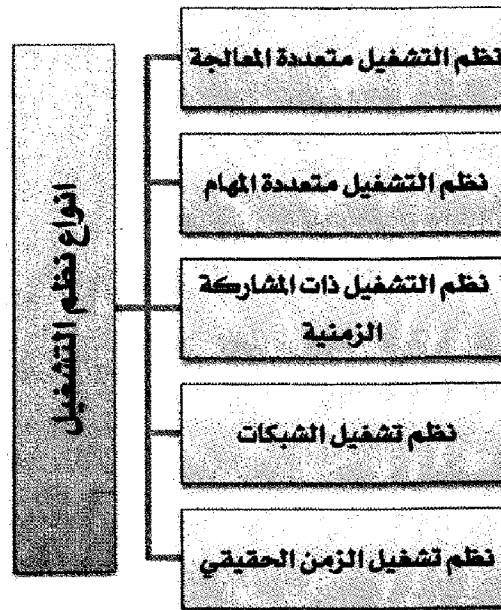 انواع نظم التشغيل
نظم التشغيل متعددة المعالجة
نظم التشغيل متعددة المهام
نظم التشغيل ذات المشاركة
الزمنية
نظم تشغيل الشبكات
نظم تشغيل الزمن الحقيقي